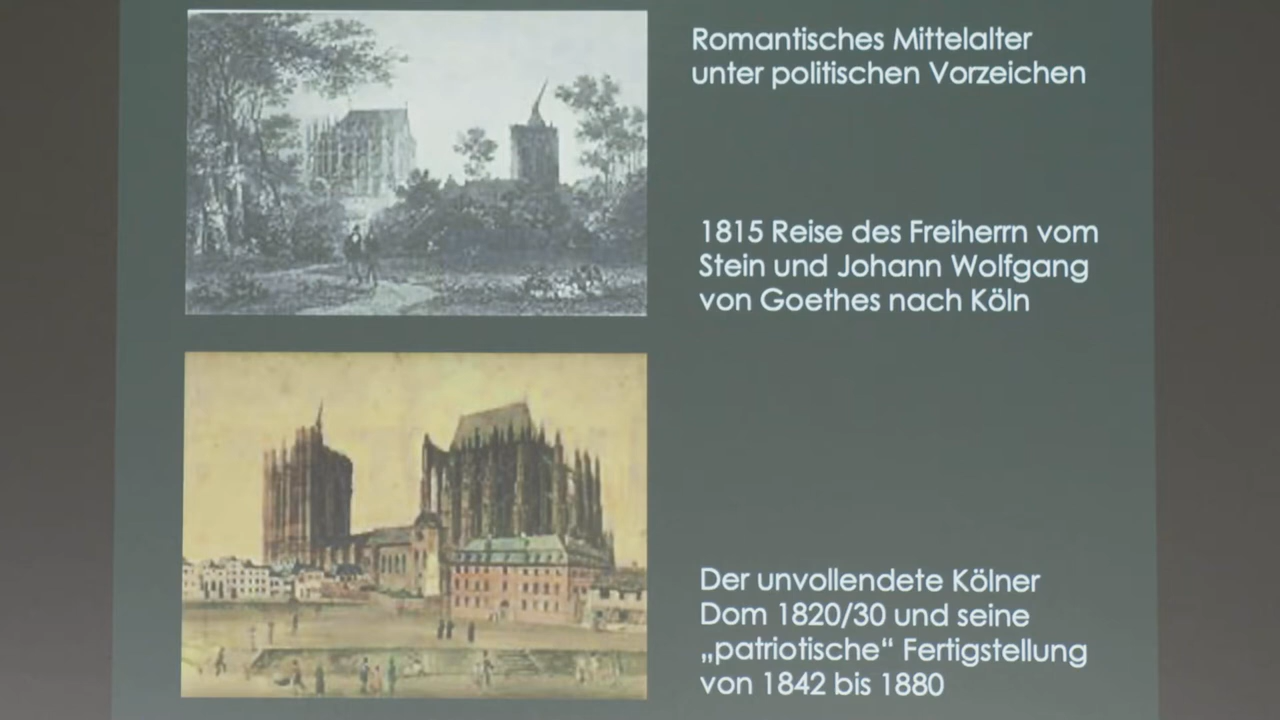 Romantisches Mittelalter
unter politischen Vorzeichen
1815 Reise des Freiherrn vom
Stein und Johann Wolfgang
von Goethes nach Köln
Der unvollendete Kölner
Dom 1820/30 und seine
„patriotische“ Fertigstellung
von 1842 bis 1880